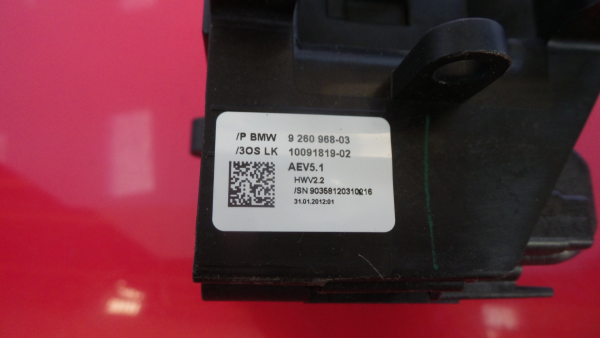 /P BMW 9 260 968-03
/3OS LK 10091819-02
AEV5.1
HWV2.2
/SN 90358120310216
31.01.2012:01